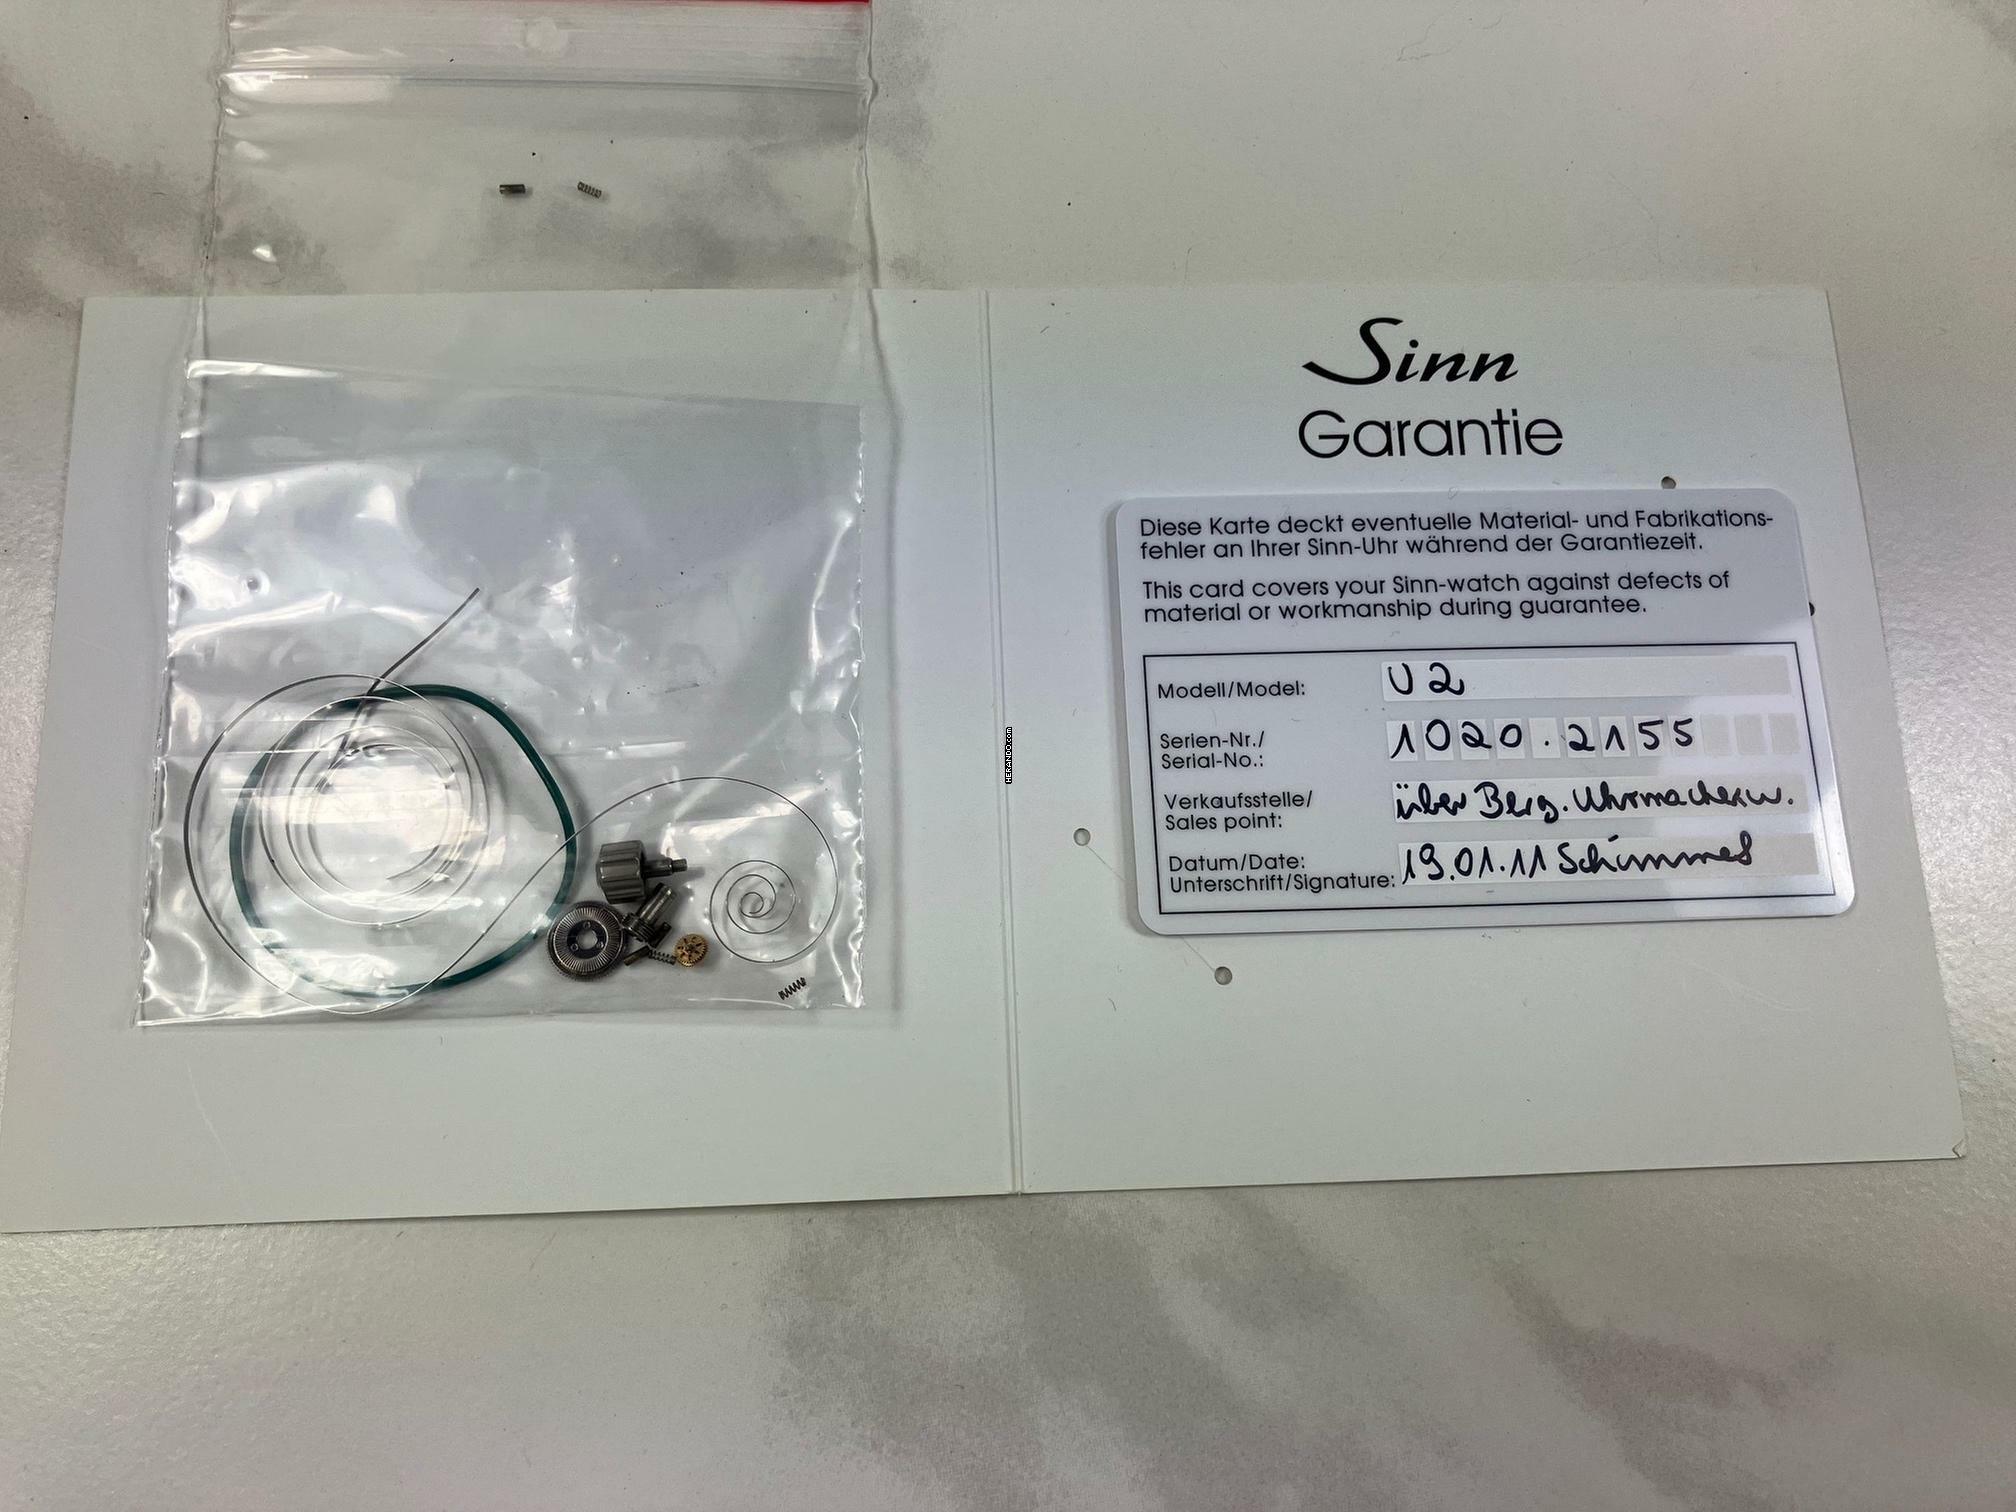 Sinn
Garantie
Diese Karte deckt eventuelle Material- und Fabrikations-
fehler an Ihrer Sinn-Uhr während der Garantiezeit.
This card covers your Sinn-watch against defects of
material or workmanship during guarantee.
Modell/Model: U2
Serien-Nr./
Serial-No.: 1020.2155
Verkaufsstelle/
Sales point: über Berg. Uhrmacherw.
Datum/Date:
Unterschrift/Signature: 19.01.11 Schimmel
HERANDO.com